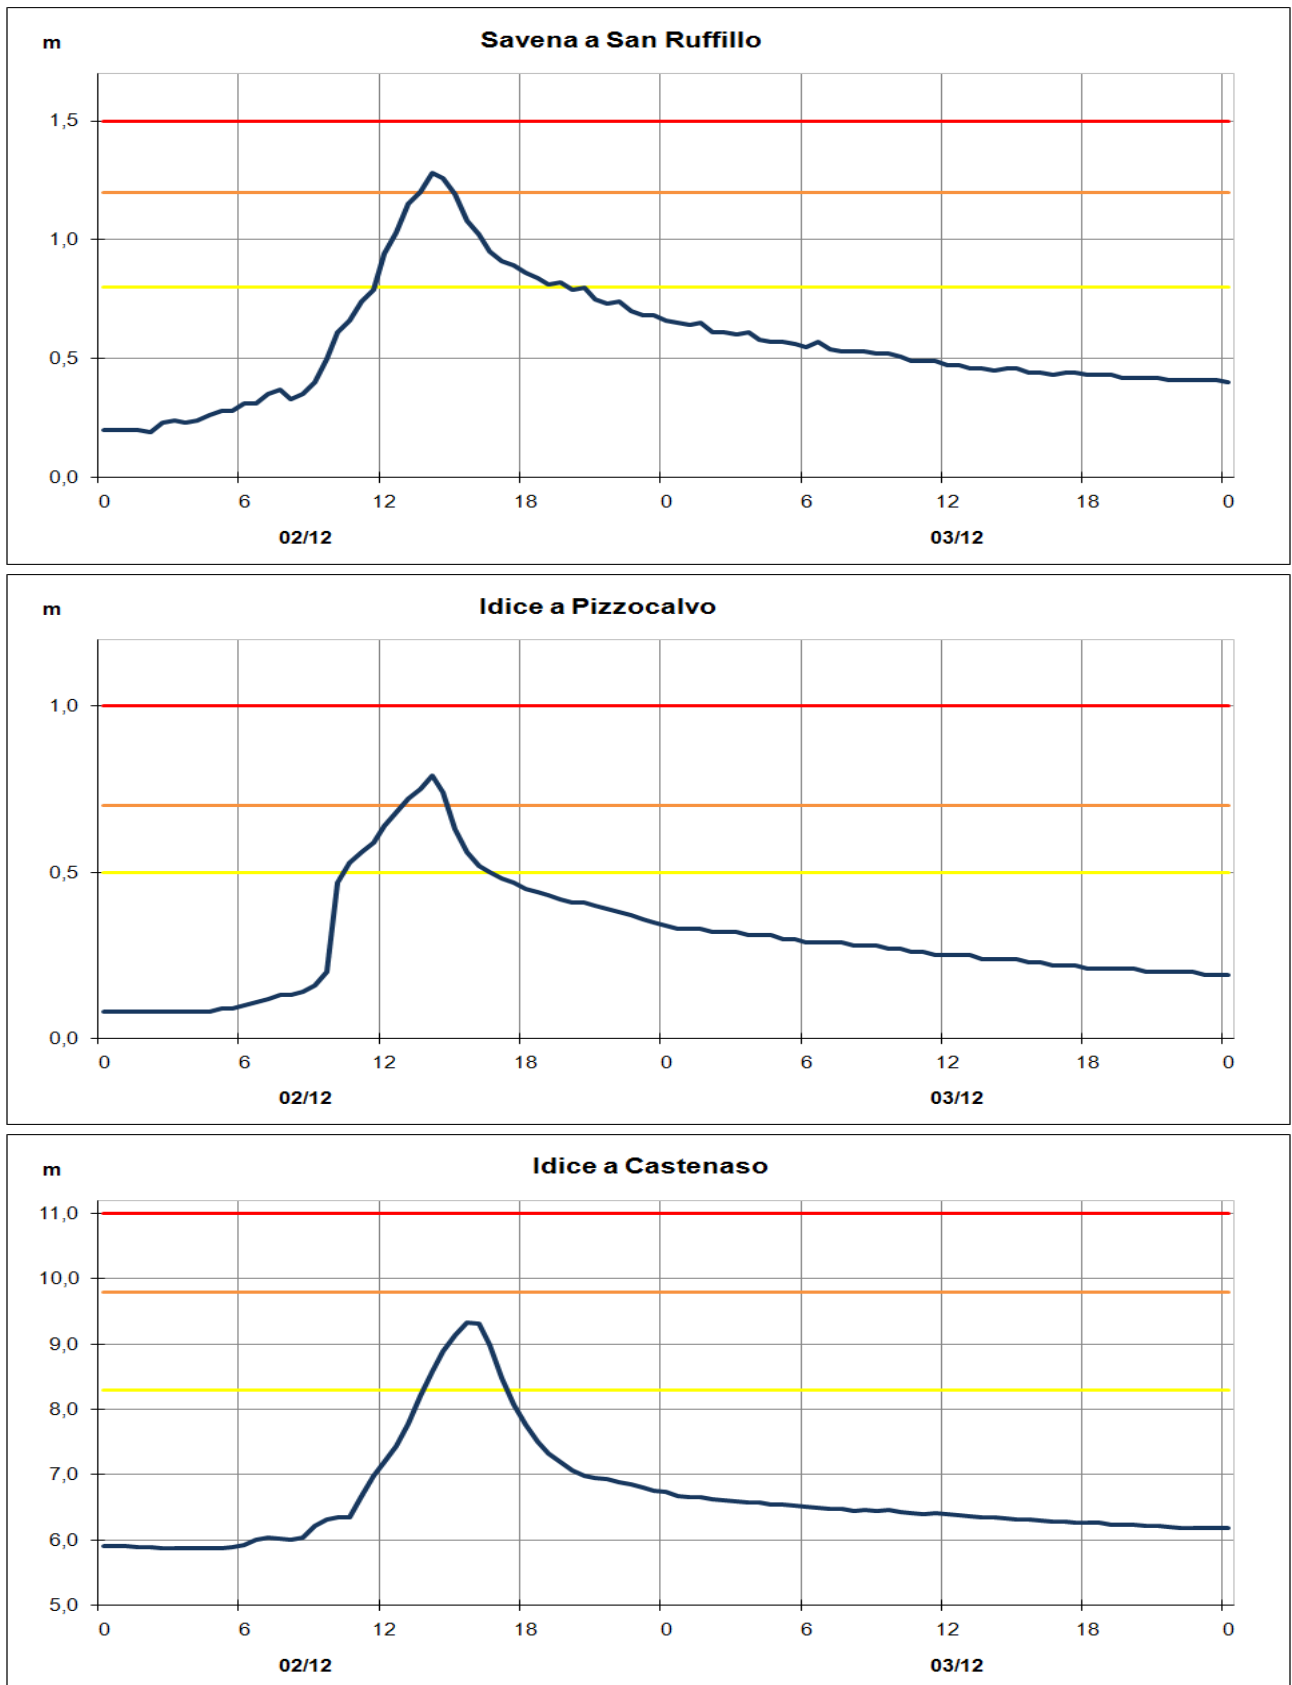 m
Savena a San Ruffillo
1,5
1,0
0,5
0,0
0 6 12 18 0 6 12 18 0
02/12 03/12
m
Idice a Pizzocalvo
1,0
0,5
0,0
0 6 12 18 0 6 12 18 0
02/12 03/12
m
Idice a Castenaso
11,0
10,0
9,0
8,0
7,0
6,0
5,0
0 6 12 18 0 6 12 18 0
02/12 03/12